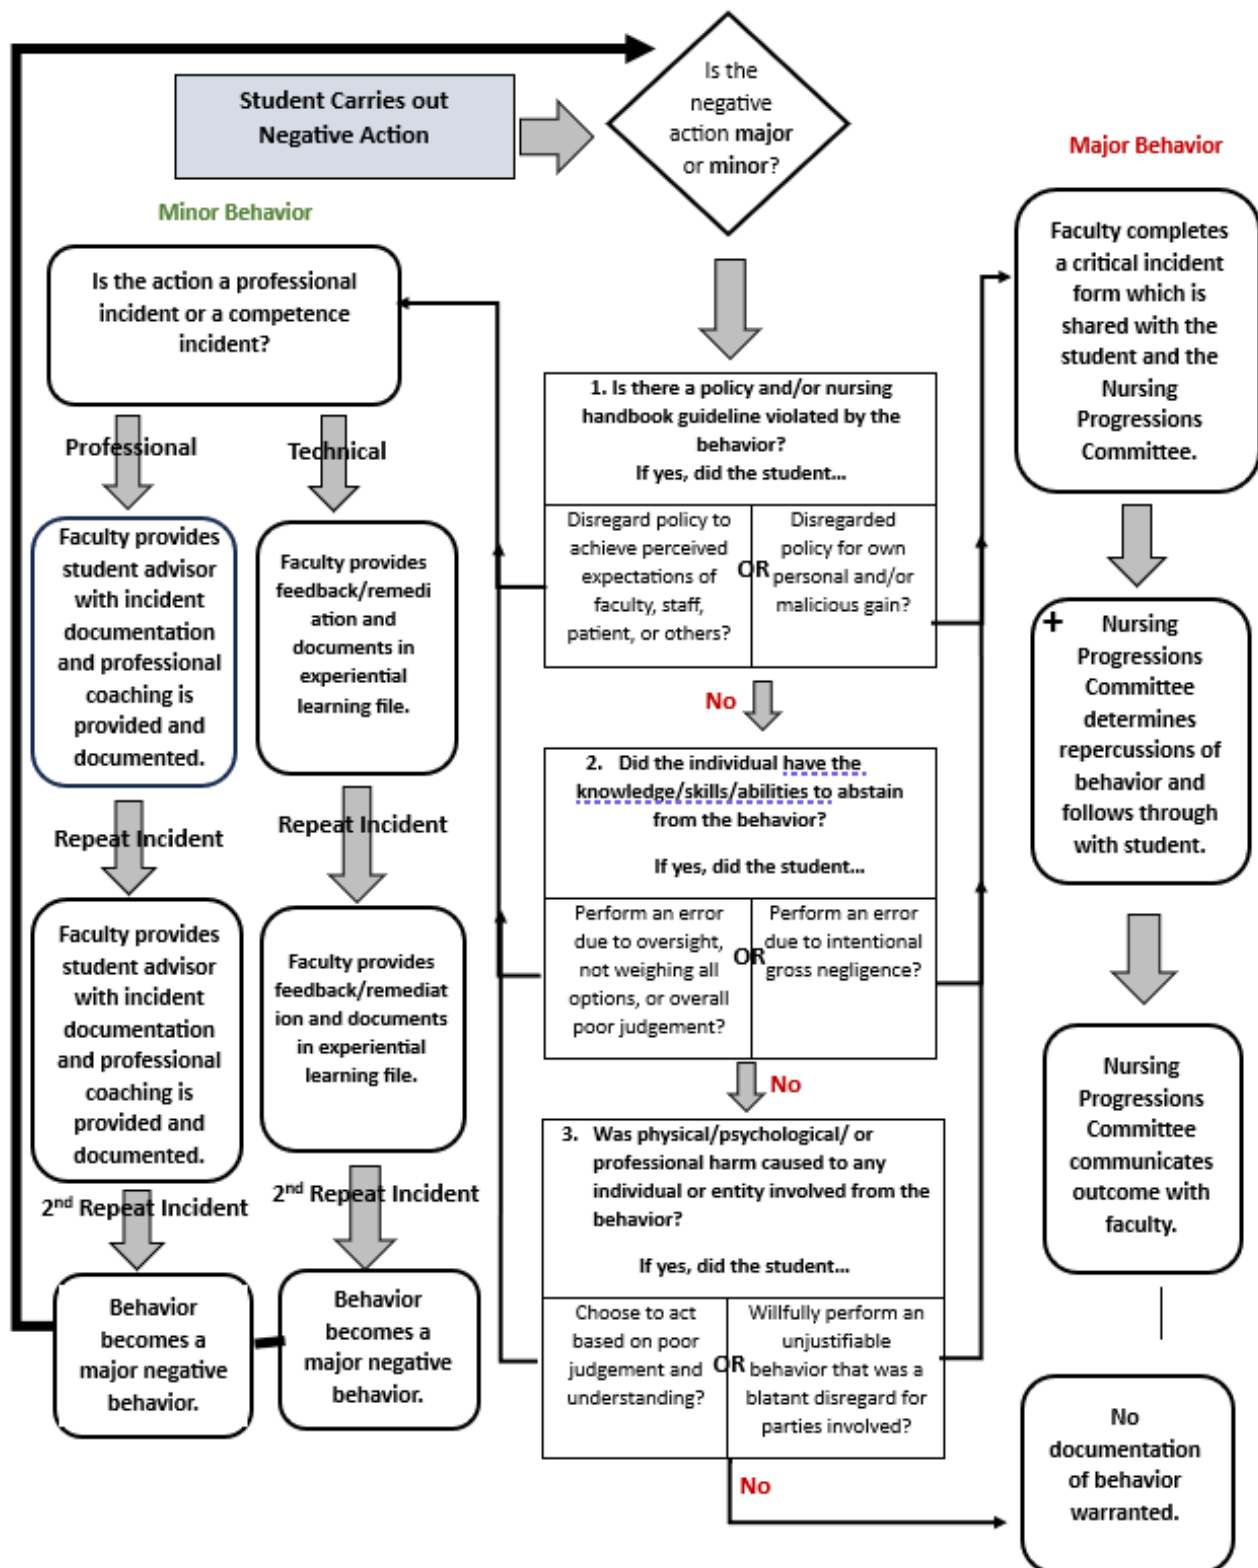 Student Carries out
Negative Action
Is the
negative
action major
or minor?
Major Behavior
Minor Behavior
Is the action a professional
incident or a competence
incident?
Professional
Technical
Faculty provides
student advisor
with incident
documentation
and professional
coaching is
provided and
documented.
Faculty provides
feedback/remedi
ation and
documents in
experiential
learning file.
Repeat Incident
Repeat Incident
Faculty provides
student advisor
with incident
documentation
and professional
coaching is
provided and
documented.
Faculty provides
feedback/remediat
ion and documents
in experiential
learning file.
2nd Repeat Incident
2nd Repeat Incident
Behavior
becomes a
major negative
behavior.
Behavior
becomes a
major negative
behavior.
1. Is there a policy and/or nursing
handbook guideline violated by the
behavior?
If yes, did the student...
Disregard policy to
achieve perceived
expectations of
faculty, staff,
patient, or others?
OR
Disregarded
policy for own
personal and/or
malicious gain?
No
2. Did the individual have the
knowledge/skills/abilities to abstain
from the behavior?
If yes, did the student...
Perform an error
due to oversight,
not weighing all
options, or overall
poor judgement?
OR
Perform an error
due to intentional
gross negligence?
No
3. Was physical/psychological/ or
professional harm caused to any
individual or entity involved from the
behavior?
If yes, did the student...
Choose to act
based on poor
judgement and
understanding?
OR
Willfully perform an
unjustifiable
behavior that was a
blatant disregard for
parties involved?
No
Faculty completes
a critical incident
form which is
shared with the
student and the
Nursing
Progressions
Committee.
+ Nursing
Progressions
Committee
determines
repercussions of
behavior and
follows through
with student.
Nursing
Progressions
Committee
communicates
outcome with
faculty.
No
documentation
of behavior
warranted.